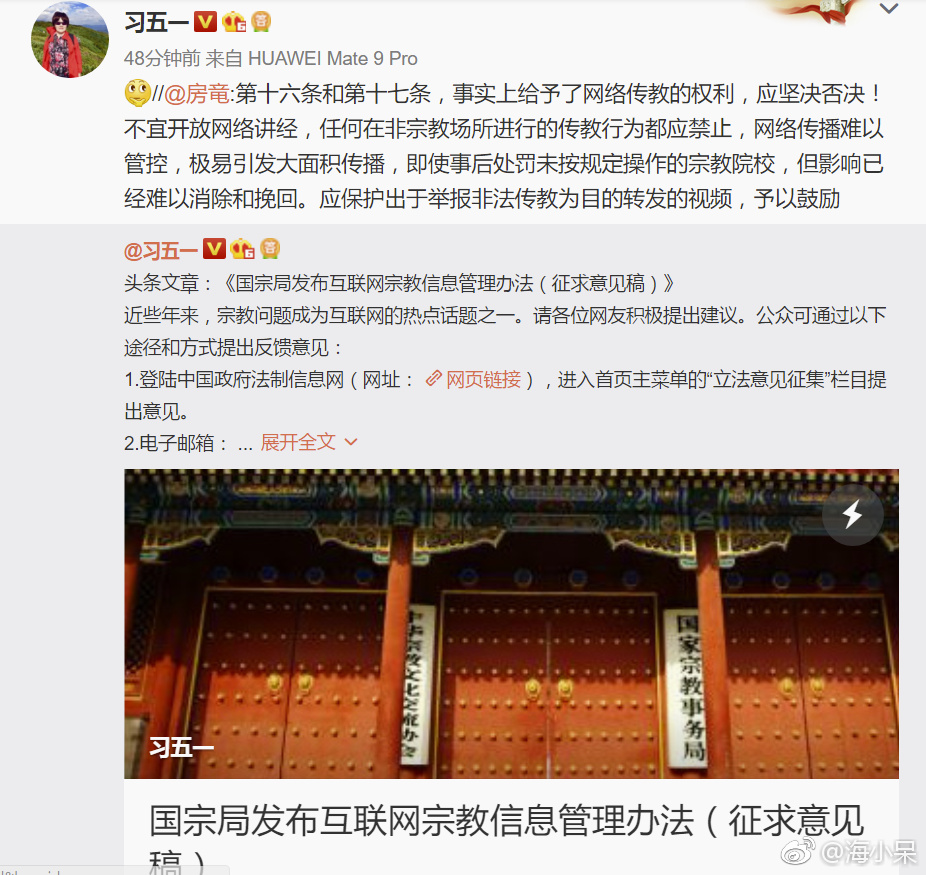 习五一
48分钟前 来自 HUAWEI Mate 9 Pro
//@房竜:第十六条和第十七条，事实上给予了网络传教的权利，应坚决否决！
不宜开放网络讲经，任何在非宗教场所进行的传教行为都应禁止，网络传播难以
管控，极易引发大面积传播，即使事后处罚未按规定操作的宗教院校，但影响已
经难以消除和挽回。应保护出于举报非法传教为目的转发的视频，予以鼓励
@习五一
头条文章：《国宗局发布互联网宗教信息管理办法（征求意见稿）》
近些年来，宗教问题成为互联网的热点话题之一。请各位网友积极提出建议。公众可通过以下
途径和方式提出反馈意见：
1.登陆中国政府法制信息网（网址： 网页链接），进入首页主菜单的“立法意见征集”栏目提
出意见。
2.电子邮箱： ... 展开全文
中华宗教文化交流协会
国家宗教事务局
习五一
国宗局发布互联网宗教信息管理办法（征求意见
稿）
@海小呆